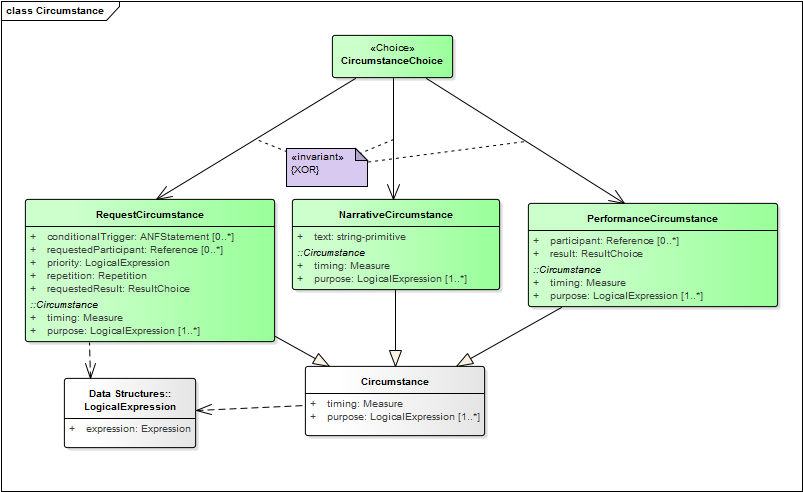 class Circumstance
«Choice»
CircumstanceChoice
«invariant»
{XOR}
RequestCircumstance
+ conditionalTrigger: ANFStatement [0..*]
+ requestedParticipant: Reference [0..*]
+ priority: LogicalExpression
+ repetition: Repetition
+ requestedResult: ResultChoice
::Circumstance
+ timing: Measure
+ purpose: LogicalExpression [1..*]
NarrativeCircumstance
+ text: string-primitive
::Circumstance
+ timing: Measure
+ purpose: LogicalExpression [1..*]
PerformanceCircumstance
+ participant: Reference [0..*]
+ result: ResultChoice
::Circumstance
+ timing: Measure
+ purpose: LogicalExpression [1..*]
Data Structures::
LogicalExpression
+ expression: Expression
Circumstance
+ timing: Measure
+ purpose: LogicalExpression [1..*]